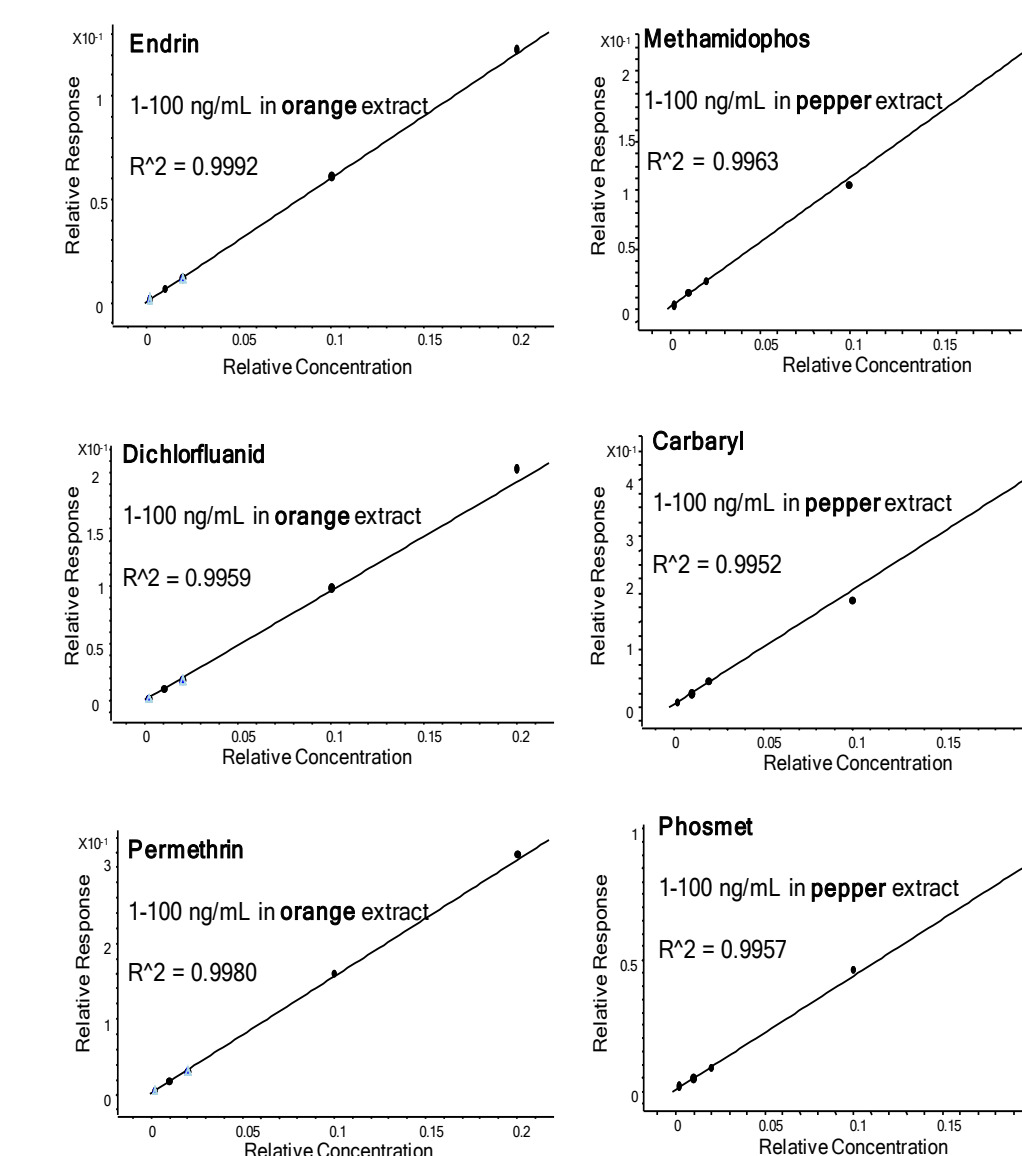 Endrin
X10-1
1-100 ng/mL in orange extract
R^2 = 0.9992
Relative Response
1
0.5
0
0 0.05 0.1 0.15 0.2
Relative Concentration
Methamidophos
X10-1
1-100 ng/mL in pepper extract
R^2 = 0.9963
Relative Response
2
1.5
1
0.5
0
0 0.05 0.1 0.15
Relative Concentration
Dichlorfluanid
X10-1
1-100 ng/mL in orange extract
R^2 = 0.9959
Relative Response
2
1.5
1
0.5
0
0 0.05 0.1 0.15 0.2
Relative Concentration
Carbaryl
X10-1
1-100 ng/mL in pepper extract
R^2 = 0.9952
Relative Response
4
3
2
1
0
0 0.05 0.1 0.15
Relative Concentration
Permethrin
X10-1
1-100 ng/mL in orange extract
R^2 = 0.9980
Relative Response
3
2
1
0
0 0.05 0.1 0.15 0.2
Relative Concentration
Phosmet
1-100 ng/mL in pepper extract
R^2 = 0.9957
Relative Response
1
0.5
0
0 0.05 0.1 0.15
Relative Concentration